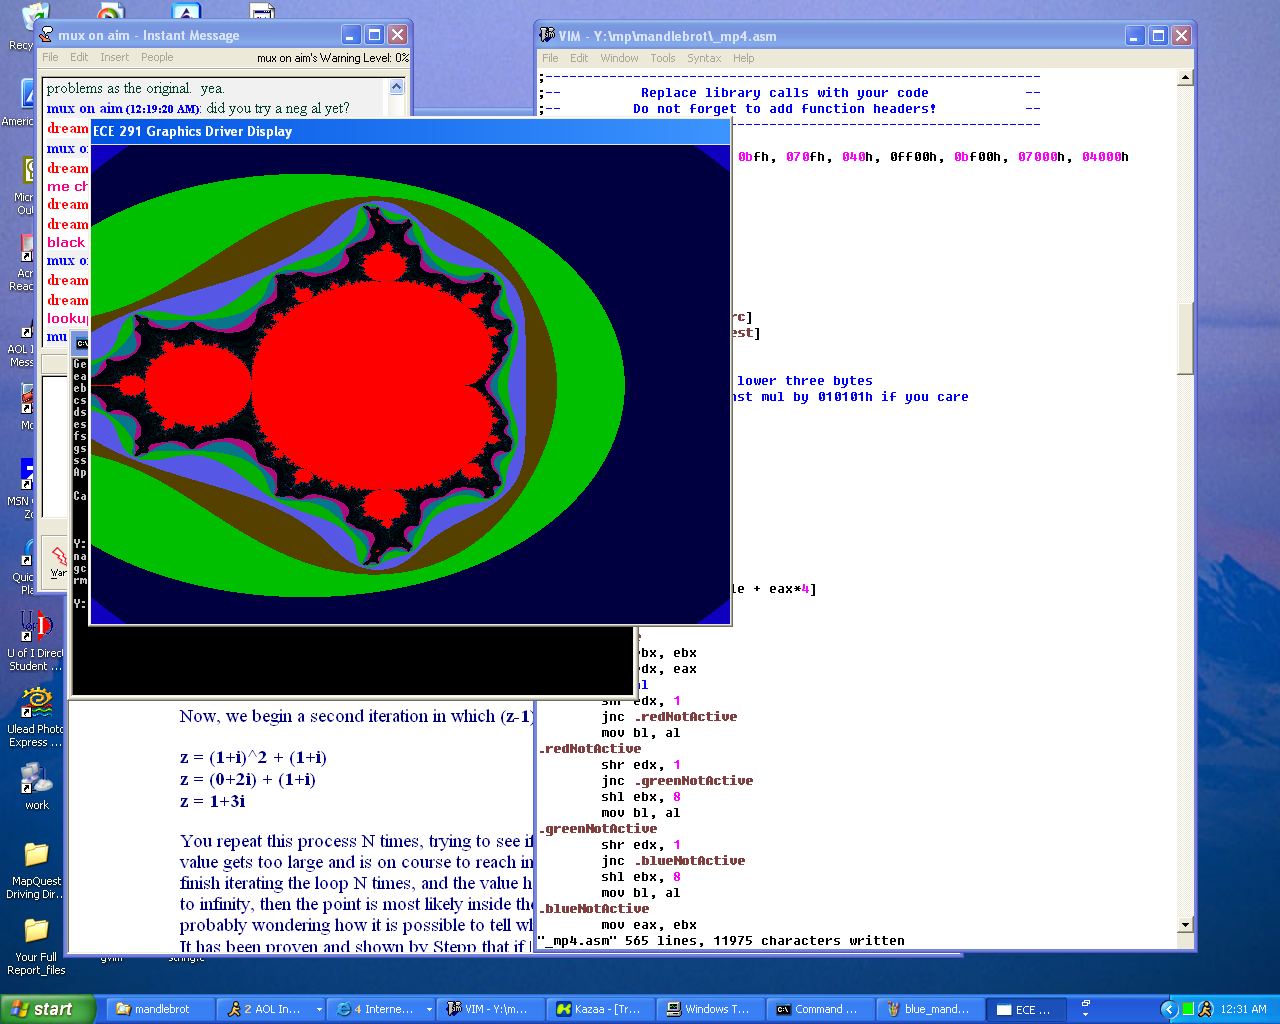 mux on aim - Instant Message
File Edit Insert People
mux on aim's Warning Level: 0%
problems as the original. yea.
mux on aim (12:19:20 AM): did you try a neg al yet?
dream
mux o
dream
me ch
dream
dream
black
mux o
dream
dream
looku
mu
ECE 291 Graphics Driver Display
VIM - Y:\mp\mandlebrot\_mp4.asm
File Edit Window Tools Syntax Help
;--------------------------------------------------------------
;-- Replace library calls with your code --
;-- Do not forget to add function headers! --
0bfh, 070fh, 040h, 0ff00h, 0bf00h, 07000h, 04000h
rc]
est]
lower three bytes
nst mul by 010101h if you care
le + eax*4]
ebx, ebx
edx, eax
shr edx, 1
jnc .redNotActive
mov bl, al
.redNotActive
shr edx, 1
jnc .greenNotActive
shl ebx, 8
mov bl, al
.greenNotActive
shr edx, 1
jnc .blueNotActive
shl ebx, 8
mov bl, al
.blueNotActive
mov eax, ebx
"_mp4.asm" 565 lines, 11975 characters written
Ge
ea
eb
cs
ds
es
fs
gs
ss
Ap
Ca
Y:
na
gc
rm
Y:
Now, we begin a second iteration in which (z-1)
z = (1+i)^2 + (1+i)
z = (0+2i) + (1+i)
z = 1+3i
You repeat this process N times, trying to see if
value gets too large and is on course to reach in
finish iterating the loop N times, and the value h
to infinity, then the point is most likely inside the
probably wondering how it is possible to tell wh
It has been proven and shown by Stepp that if
Recy
Americ
Micr
Ou
Acr
Reac
AOL I
Mess
Mo
MSN
Zo
War
Quic
Pla
U of I Direct
Student ...
Ulead Photo
Express ...
work
MapQuest
Driving Dir...
Your Full
Report_files
gvim
string.c
start
mandlebrot
2 AOL In...
4 Interne...
VIM - Y:\m...
Kazaa - [Tr...
Windows T...
Command ...
blue_mand...
ECE ...
12:31 AM